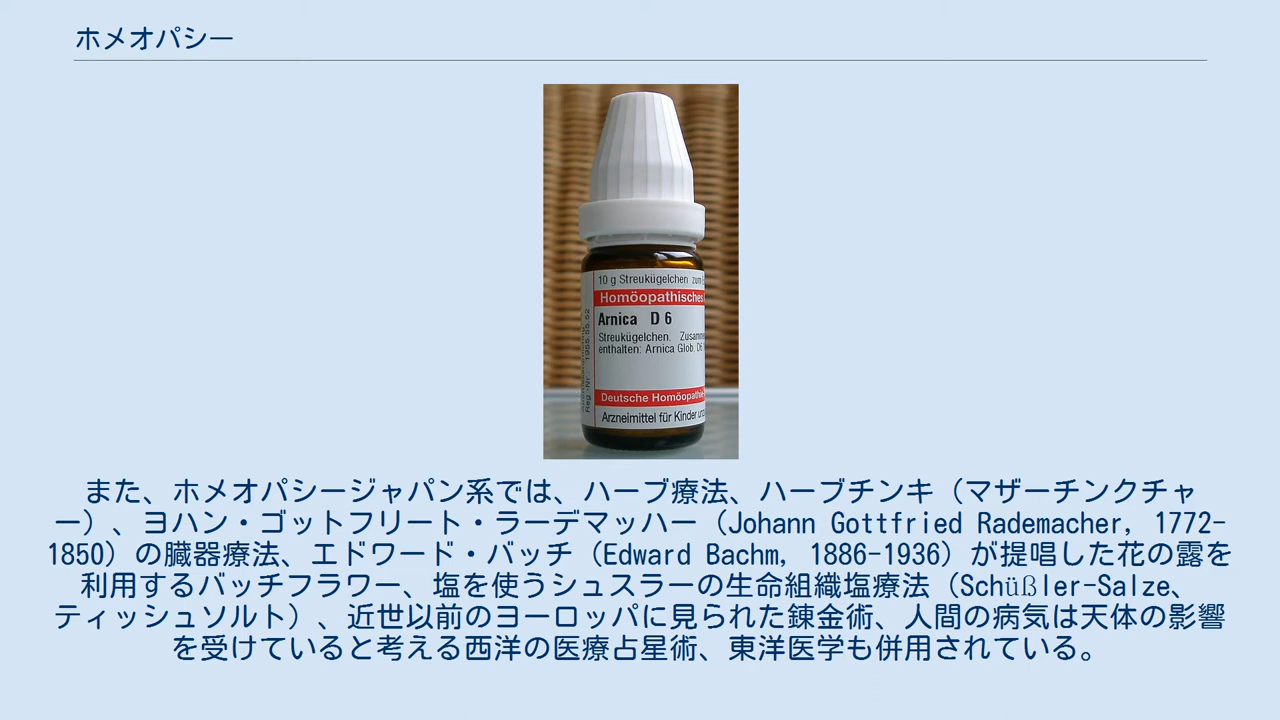 ホメオパシー
10 g Streukügelchen
Homöopathisches
Arnica D 6
Streukügelchen.
enthalten: Arnica Glob. D6
Deutsche
Arzneimittel für Kinder
また、ホメオパシージャパン系では、ハーブ療法、ハーブチンキ（マザーチンクチャ
ー）、ヨハン・ゴットフリート・ラーデマッハー（Johann Gottfried Rademacher, 1772-
1850）の臓器療法、エドワード・バッチ（Edward Bachm, 1886-1936）が提唱した花の露を
利用するバッチフラワー、塩を使うシュスラーの生命組織塩療法（Schüßler-Salze、
ティッシュソルト）、近世以前のヨーロッパに見られた錬金術、人間の病気は天体の影響
を受けていると考える西洋の医療占星術、東洋医学も併用されている。